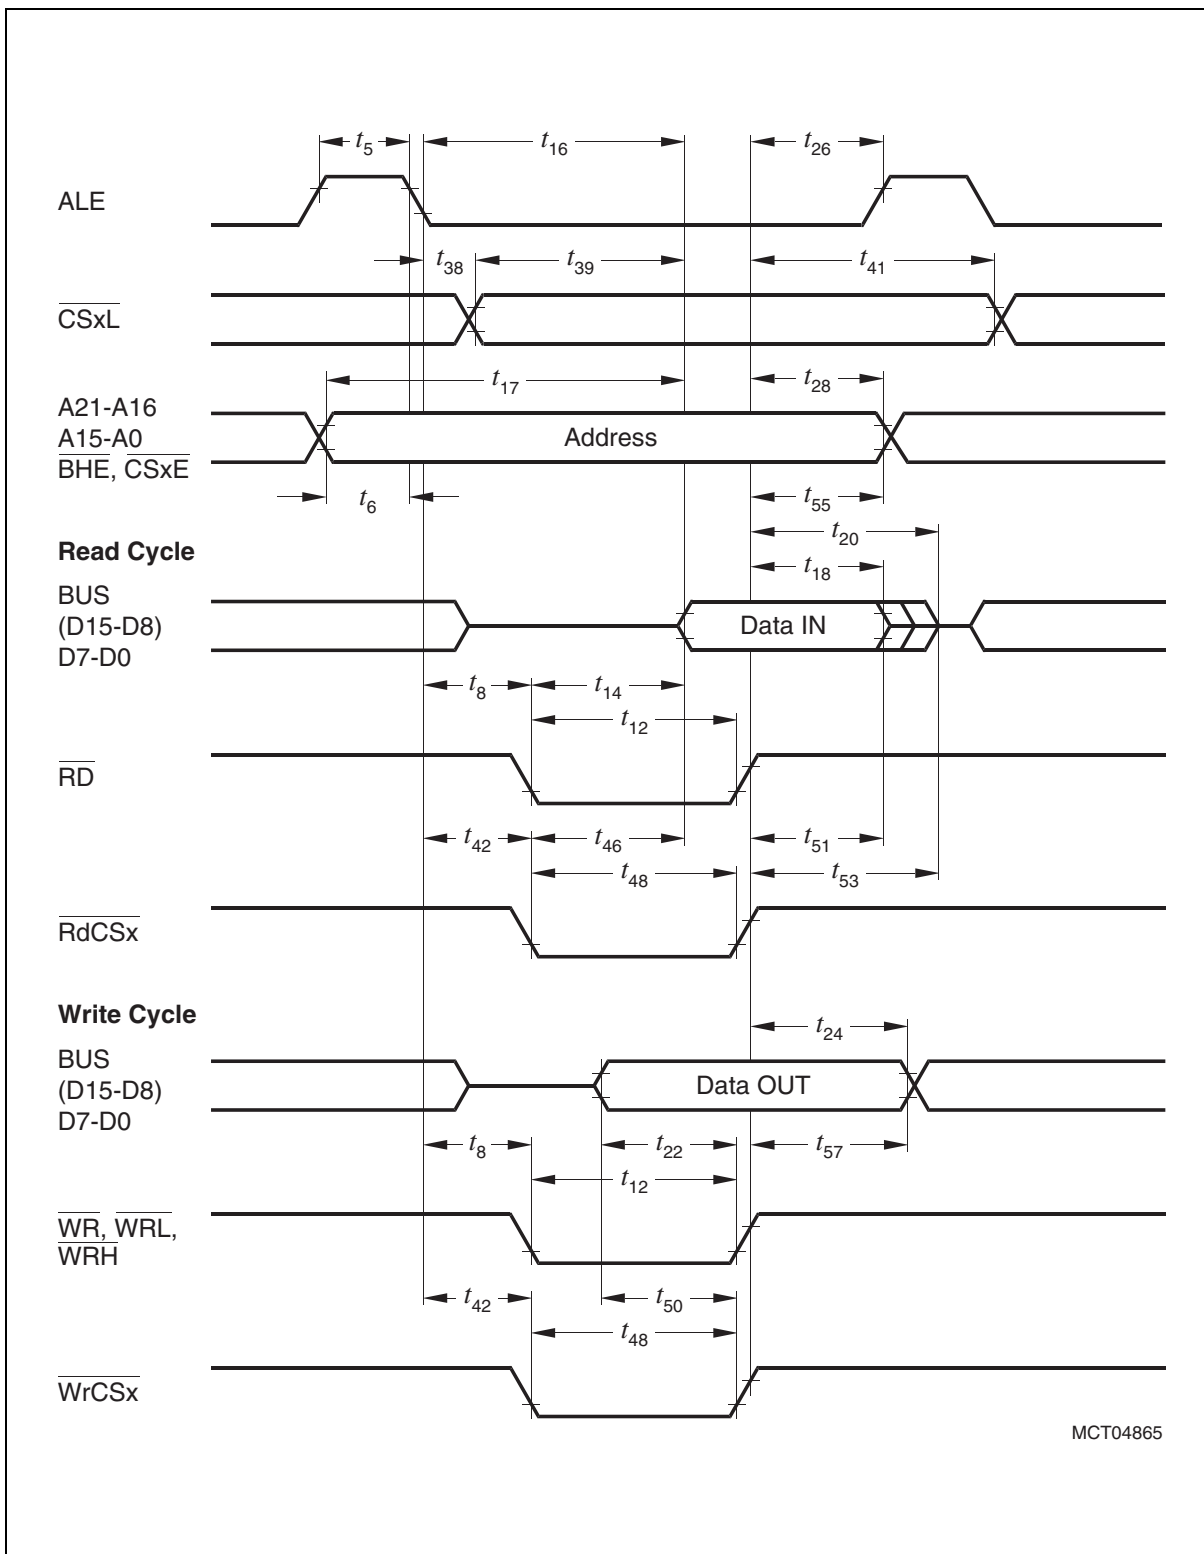 t5 t16 t26
ALE
t38 t39 t41
CSxL
t17 t28
A21-A16
A15-A0
BHE, CSxE
Address
t6 t55
t20
Read Cycle
t18
BUS
(D15-D8)
D7-D0
Data IN
t8 t14
t12
RD
t42 t46 t51
t48 t53
RdCSx
Write Cycle
t24
BUS
(D15-D8)
D7-D0
Data OUT
t8 t22 t57
t12
WR, WRL,
WRH
t42 t50
t48
WrCSx
MCT04865